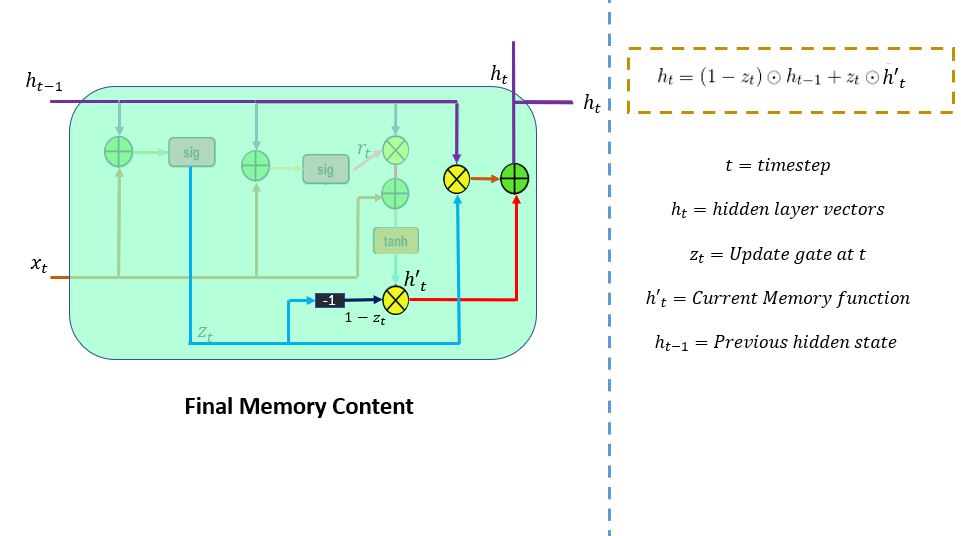 h_t
h_{t-1}
h_t
sig
r_t
sig
tanh
x_t
h'_t
-1
1 − z_t
z_t
Final Memory Content
h_t = (1 − z_t) ⊙ h_{t-1} + z_t ⊙ h'_t
t = timestep
h_t = hidden layer vectors
z_t = Update gate at t
h'_t = Current Memory function
h_{t-1} = Previous hidden state